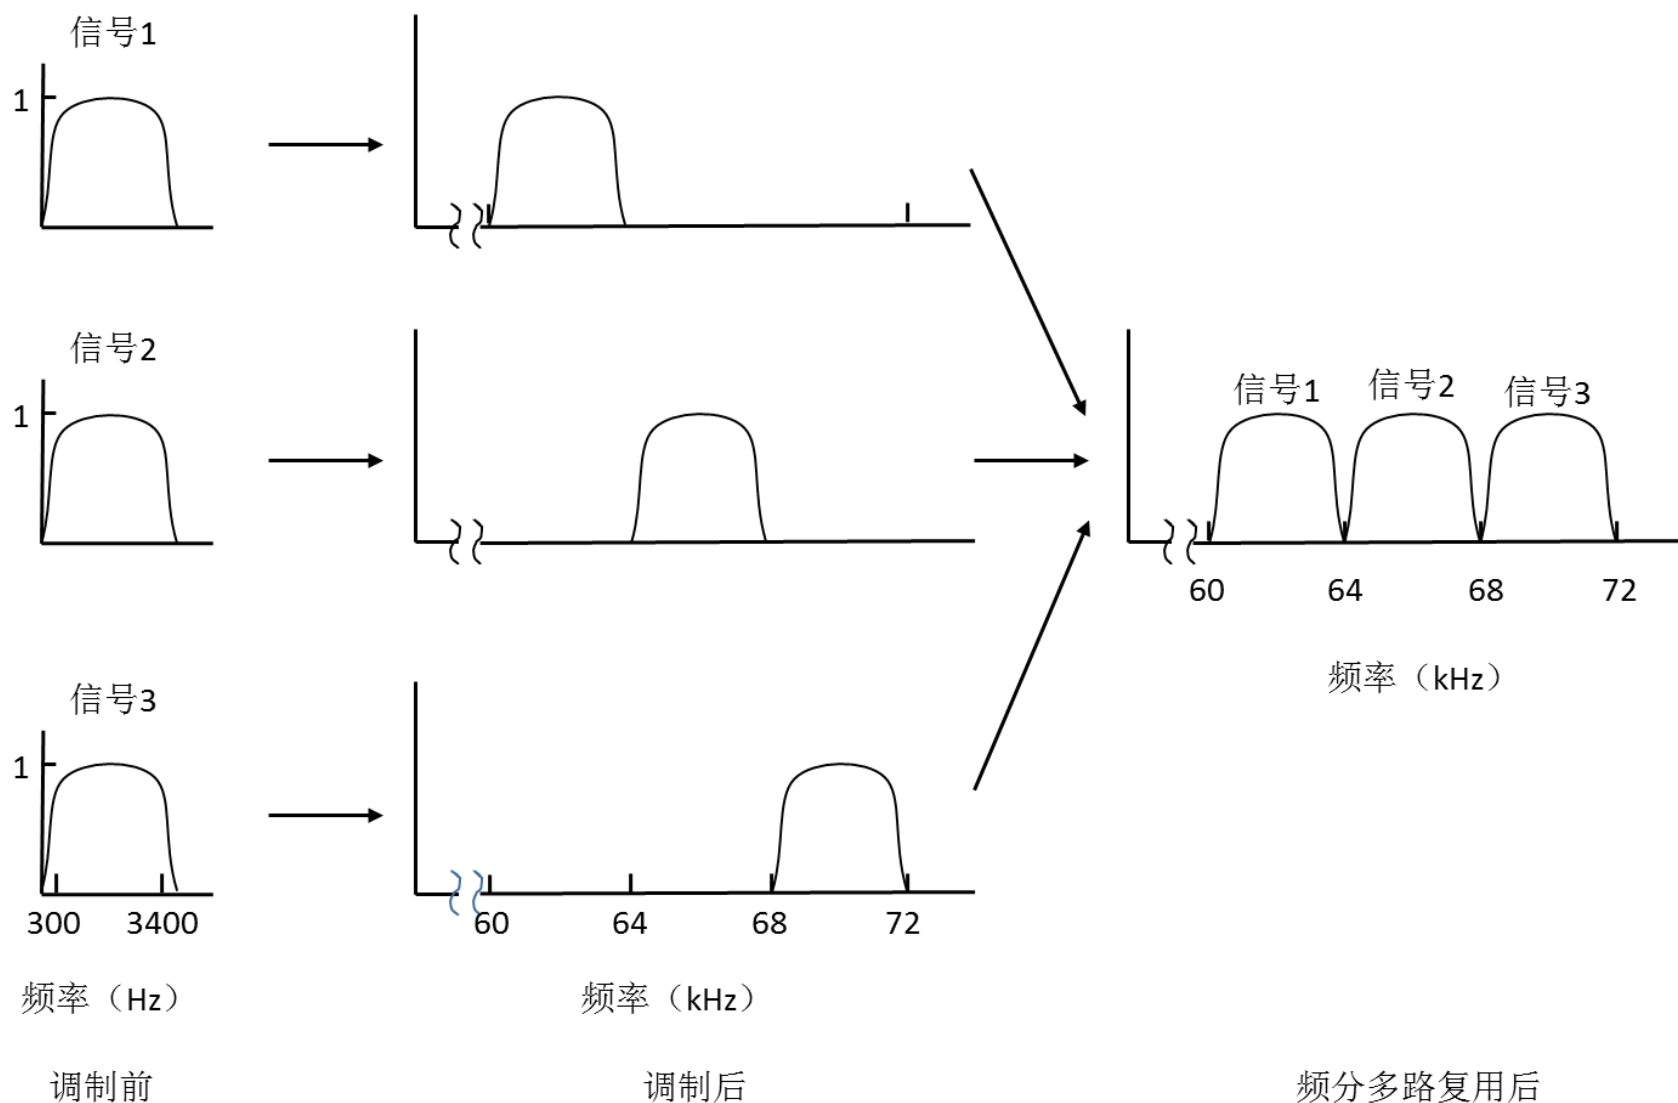 信号1
1
信号2
1
信号1 信号2 信号3
60 64 68 72
频率（kHz）
信号3
1
300 3400
60 64 68 72
频率（Hz）
频率（kHz）
调制前
调制后
频分多路复用后